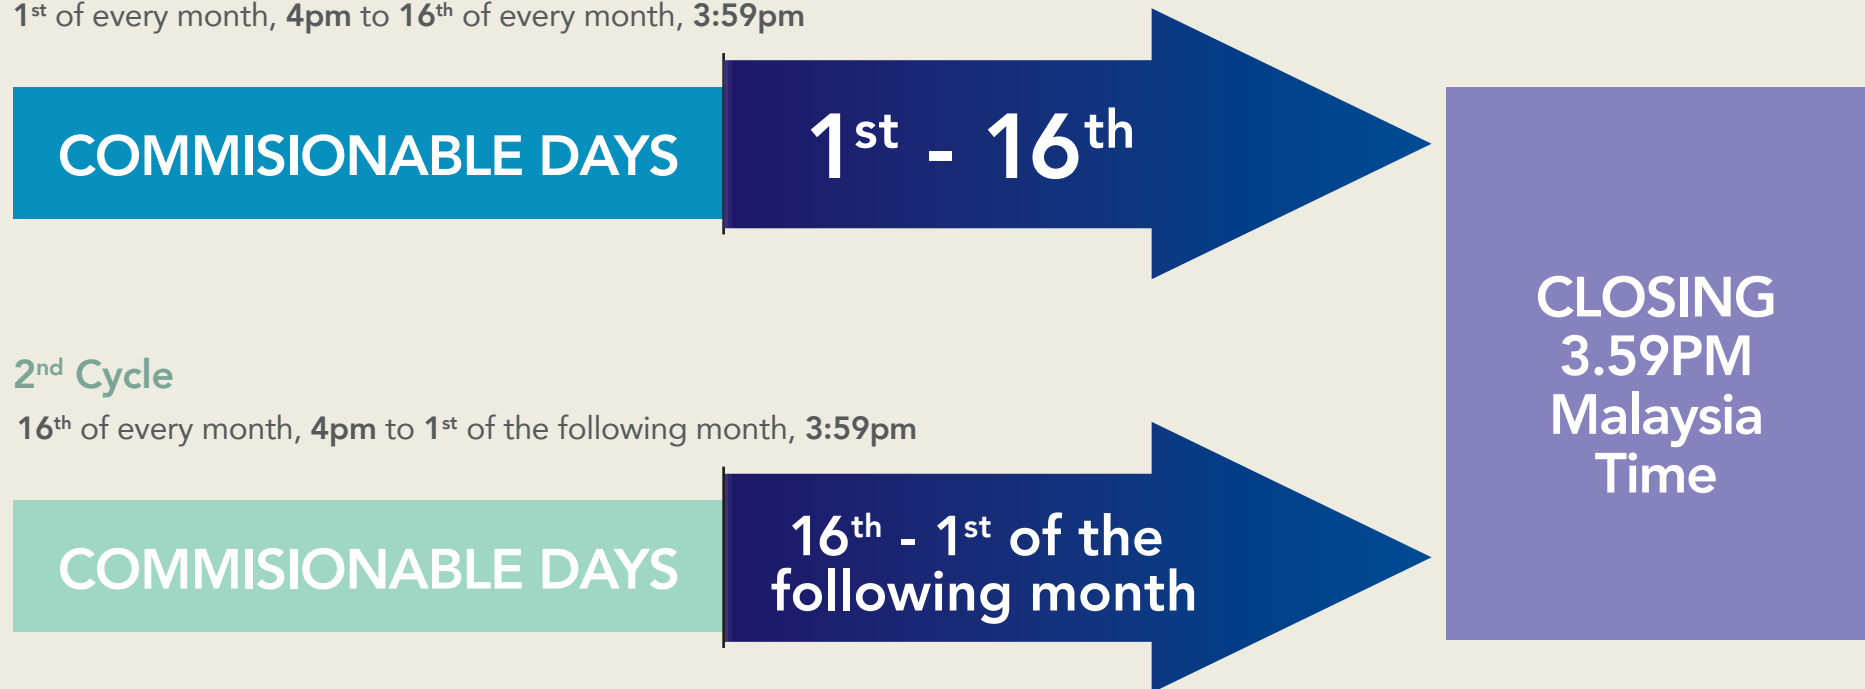 1st of every month, 4pm to 16th of every month, 3:59pm
COMMISIONABLE DAYS
1st - 16th
CLOSING
3.59PM
Malaysia
Time
2nd Cycle
16th of every month, 4pm to 1st of the following month, 3:59pm
COMMISIONABLE DAYS
16th - 1st of the
following month